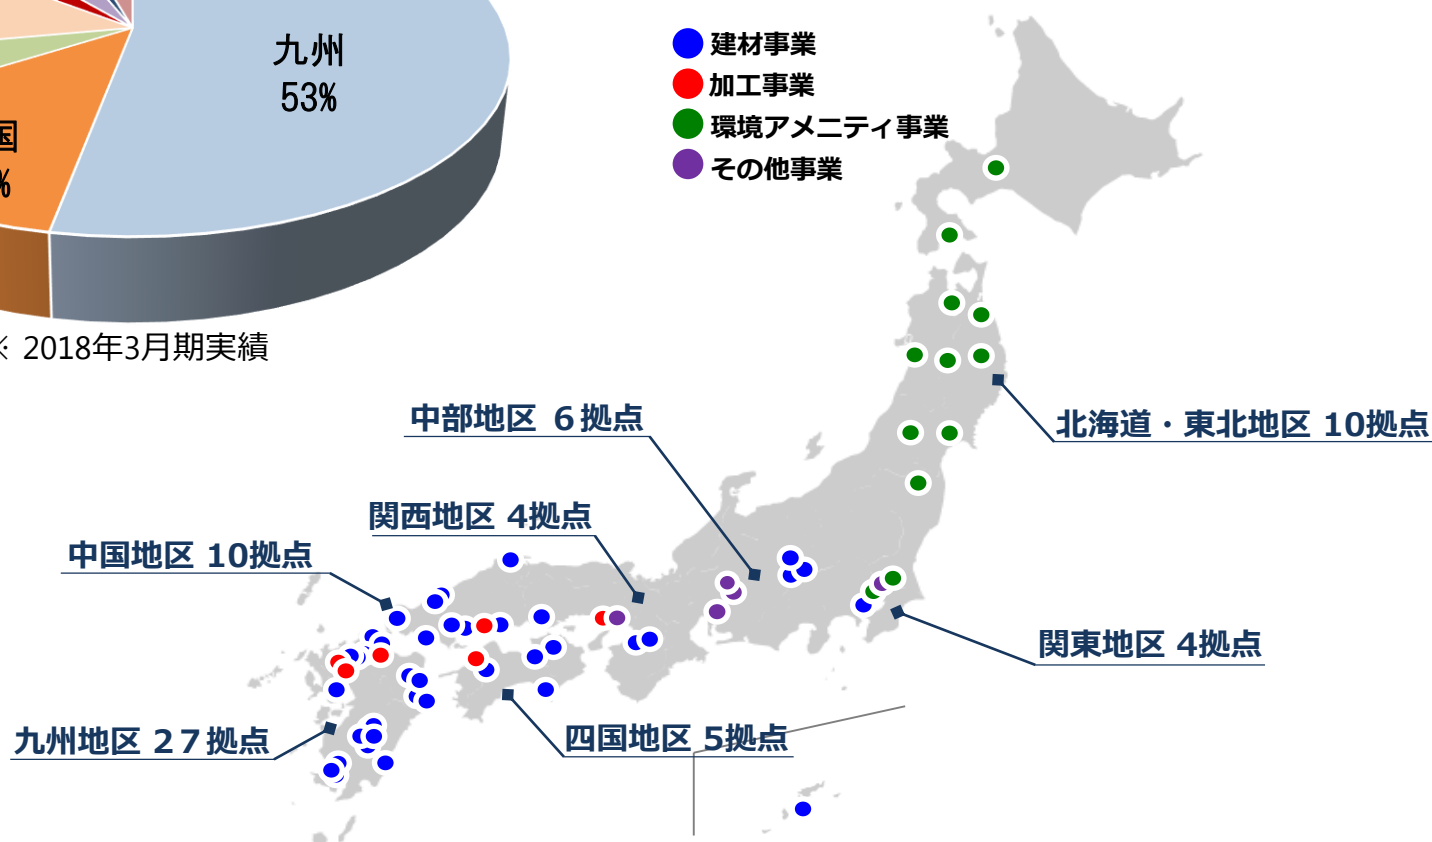 九州
53%
国
%
※ 2018年3月期実績
建材事業
加工事業
環境アメニティ事業
その他事業
中部地区 ６拠点
北海道・東北地区 10拠点
関西地区 4拠点
中国地区 10拠点
関東地区 4拠点
九州地区 ２７拠点
四国地区 5拠点